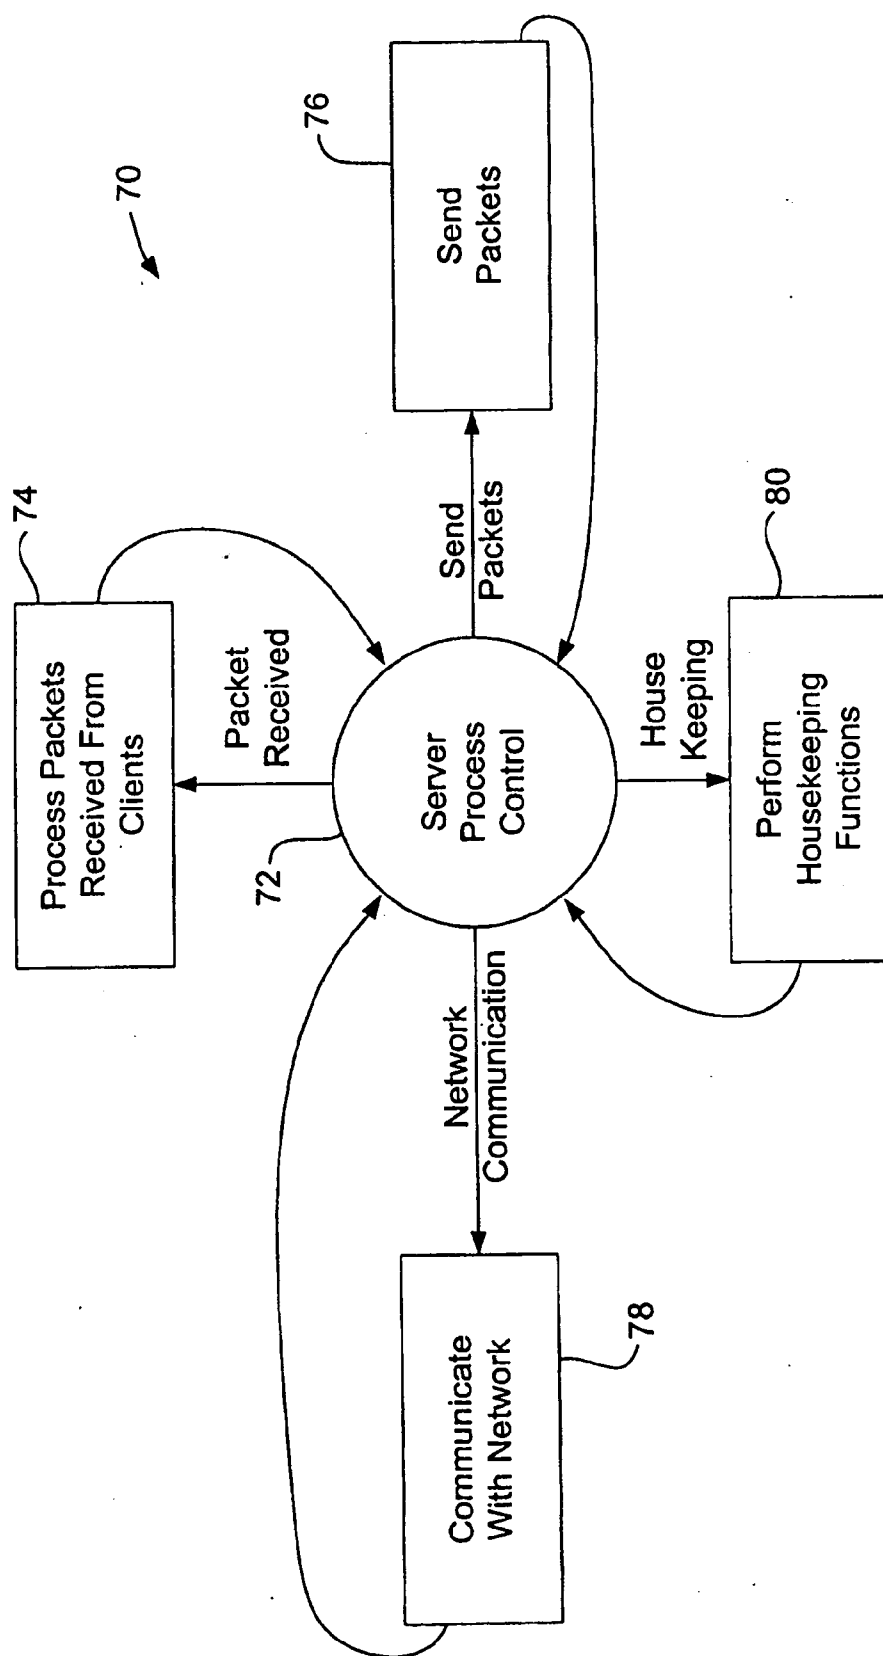 70
74
Process Packets
Received From
Clients
Packet
Received
72
Server
Process
Control
Send
Packets
76
Send
Packets
Network
Communication
78
Communicate
With Network
House
Keeping
80
Perform
Housekeeping
Functions